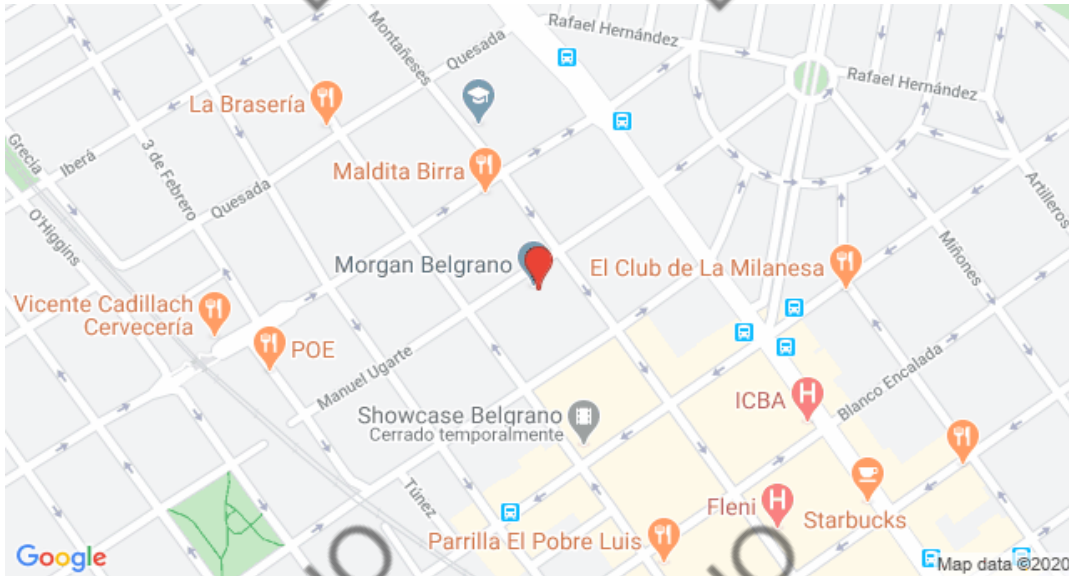 Rafael Hernández
Montañeses
Quesada
Rafael Hernández
La Brasería
Grecia
Iberá
3 de Febrero
Maldita Birra
Artilleros
Quesada
O'Higgins
Miñones
Morgan Belgrano
El Club de La Milanesa
Vicente Cadillach
Cervecería
POE
Manuel Ugarte
Blanco Encalada
ICBA
H
Showcase Belgrano
Cerrado temporalmente
Túnez
Fleni
H
Starbucks
Parrilla El Pobre Luis
Google
Map data ©2020